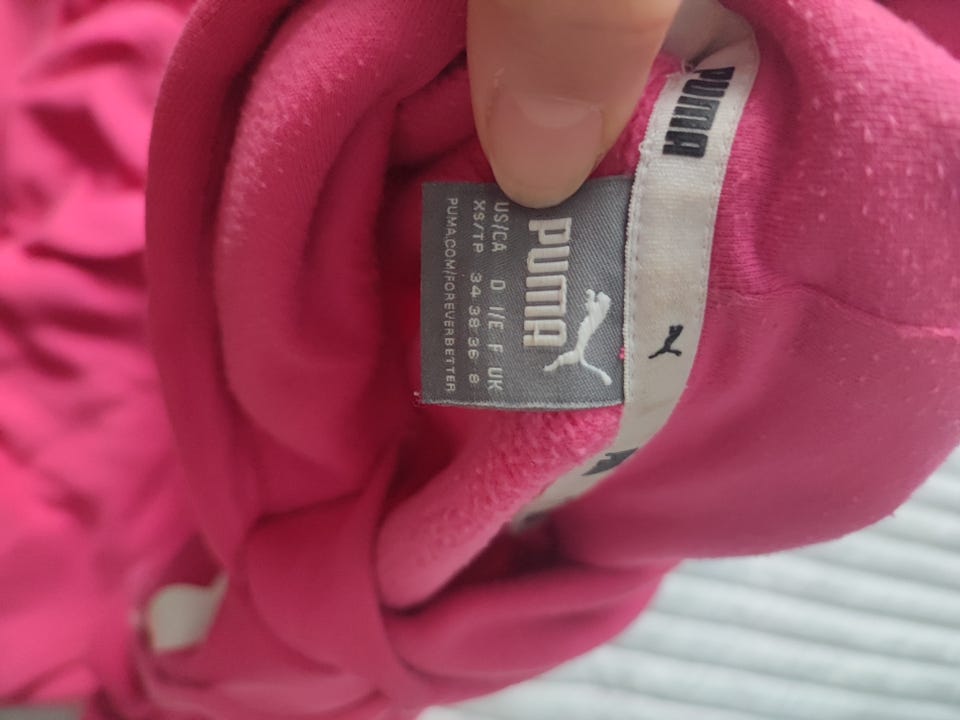 PUMA
PUMA
US/CA D I/E F UK
XS/TP 34 38 36 8
PUMA.COM/FOREVERBETTER